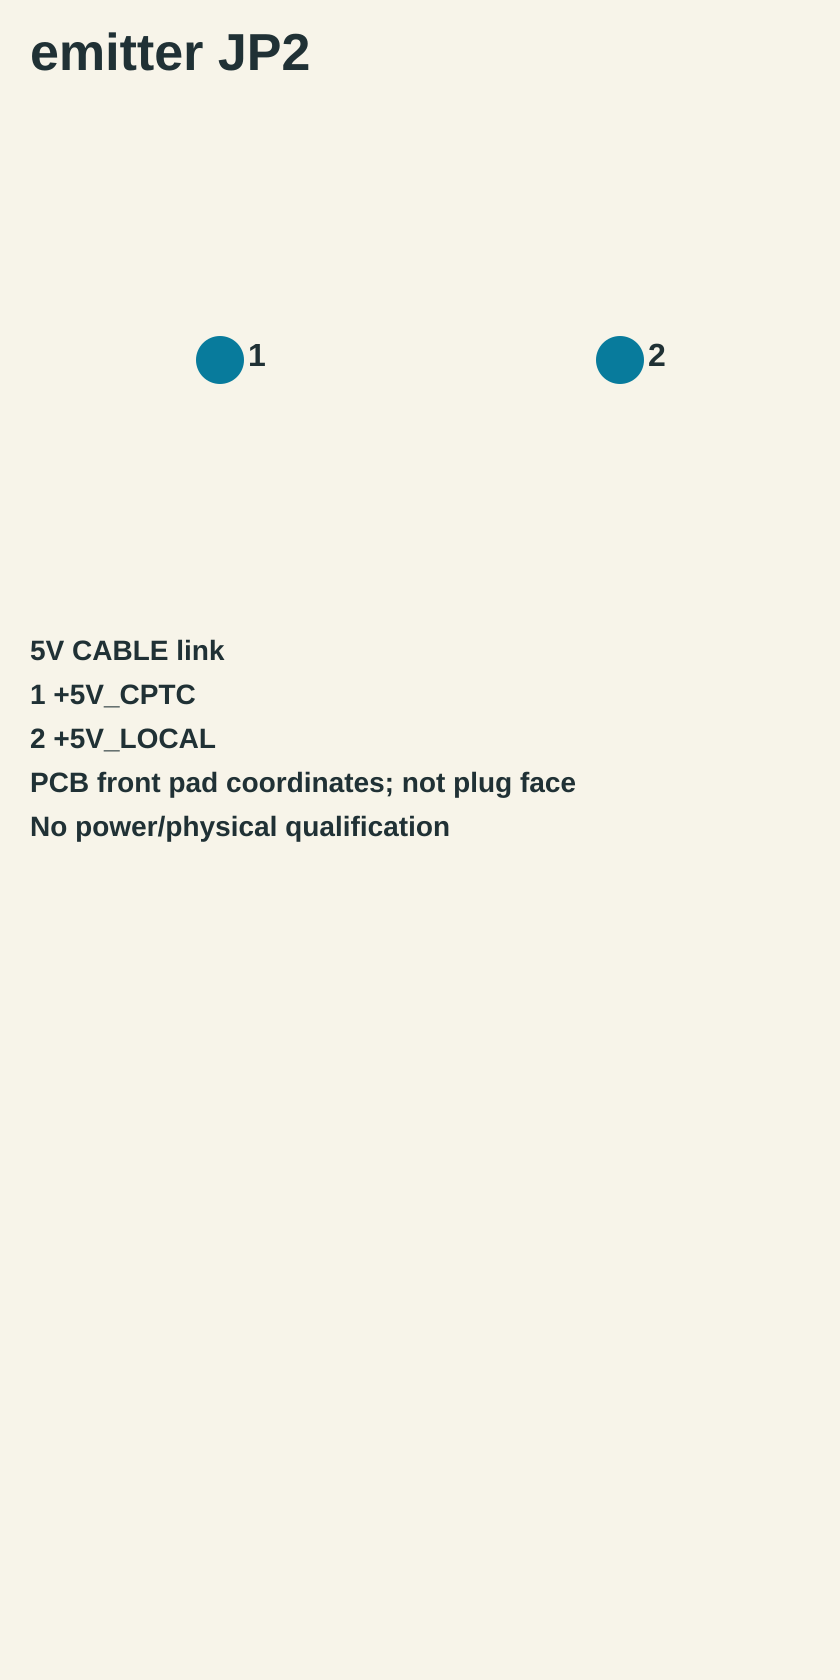 emitter JP2
1
2
5V CABLE link
1 +5V_CPTC
2 +5V_LOCAL
PCB front pad coordinates; not plug face
No power/physical qualification